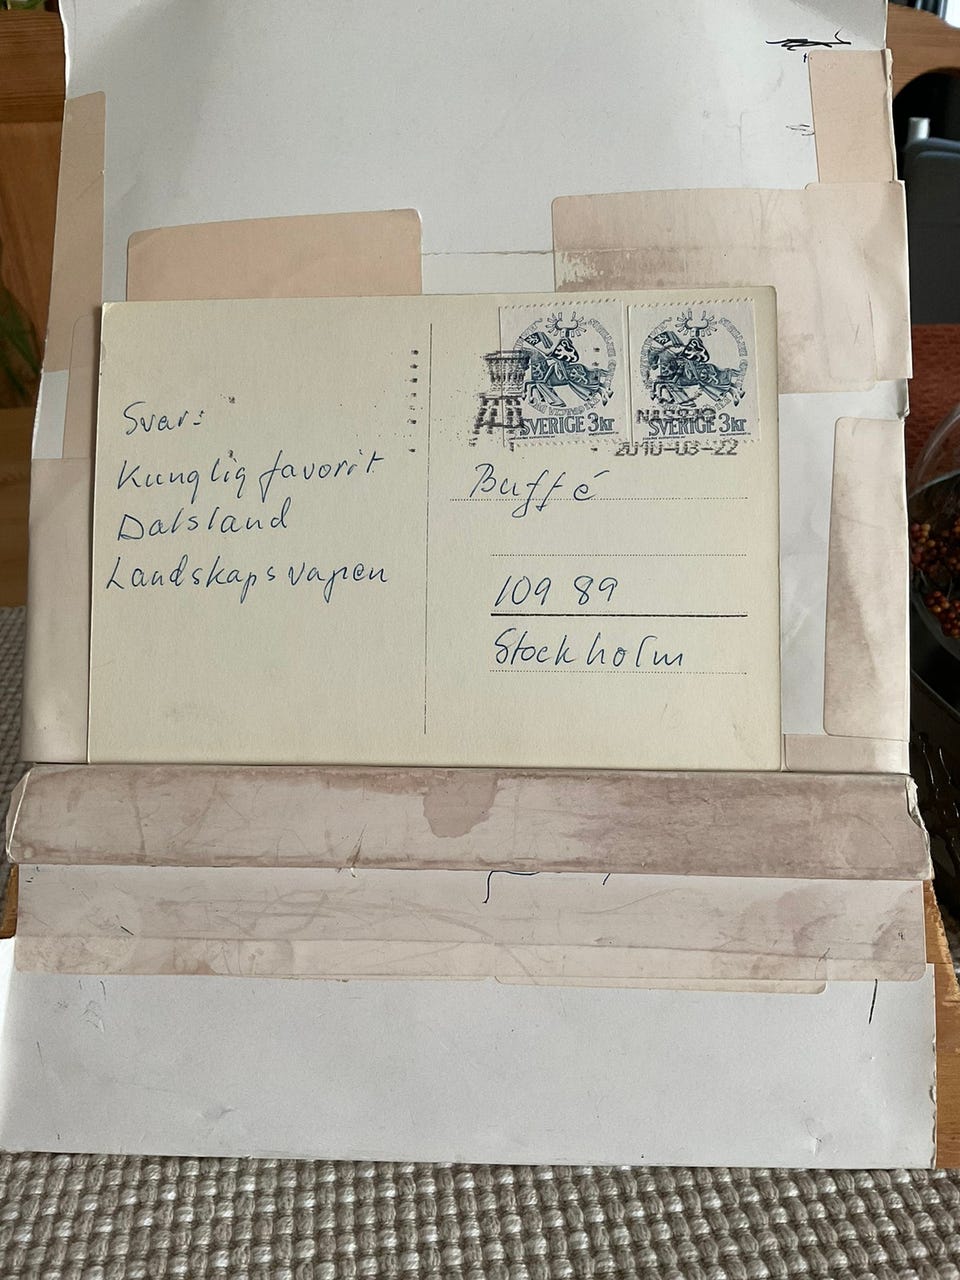 Svar:
Kunglig favorit
Dalsland
Landskapsvapen
SVERIGE 3kr
SVERIGE 3kr
NÄSSJÖ
2010-03-22
Buffé
109 89
Stockholm